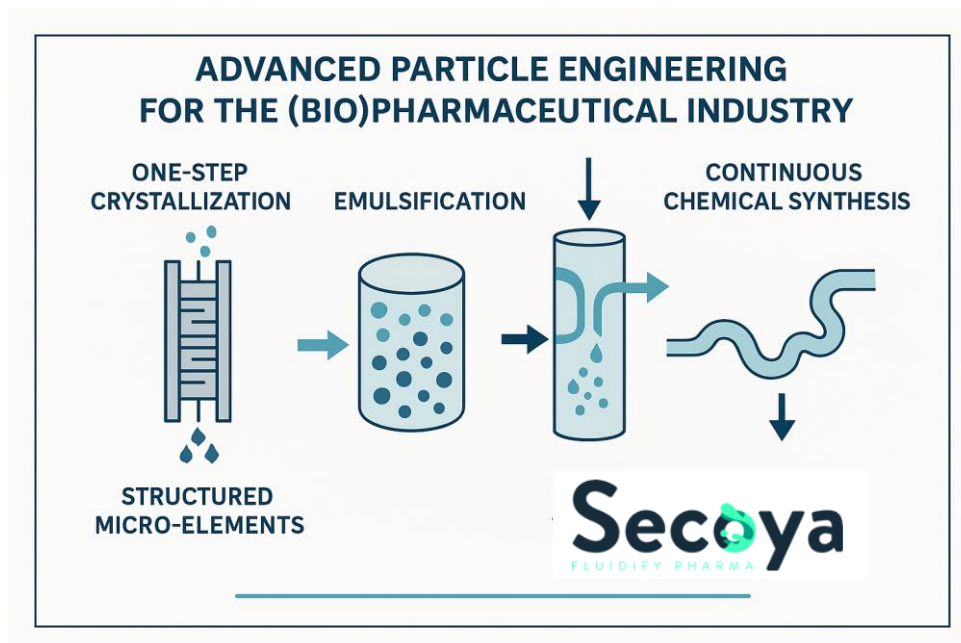 ADVANCED PARTICLE ENGINEERING
FOR THE (BIO)PHARMACEUTICAL INDUSTRY
ONE-STEP
CRYSTALLIZATION
EMULSIFICATION
CONTINUOUS
CHEMICAL SYNTHESIS
STRUCTURED
MICRO-ELEMENTS
Secoya
FLUIDIFY PHARMA